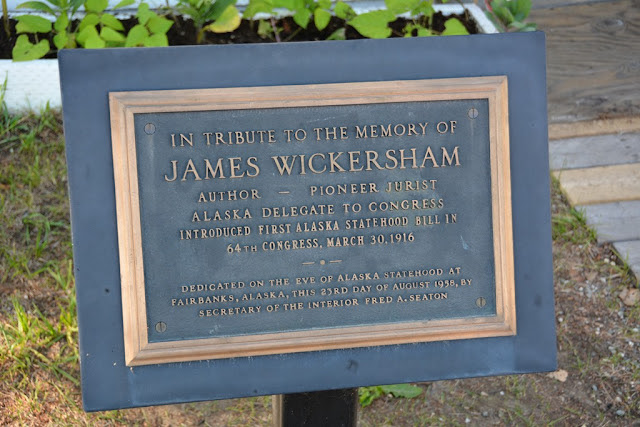 IN TRIBUTE TO THE MEMORY OF
JAMES WICKERSHAM
AUTHOR — PIONEER JURIST
ALASKA DELEGATE TO CONGRESS
INTRODUCED FIRST ALASKA STATEHOOD BILL IN
64TH CONGRESS, MARCH 30, 1916
DEDICATED ON THE EVE OF ALASKA STATEHOOD AT
FAIRBANKS, ALASKA, THIS 23RD DAY OF AUGUST 1958, BY
SECRETARY OF THE INTERIOR FRED A. SEATON